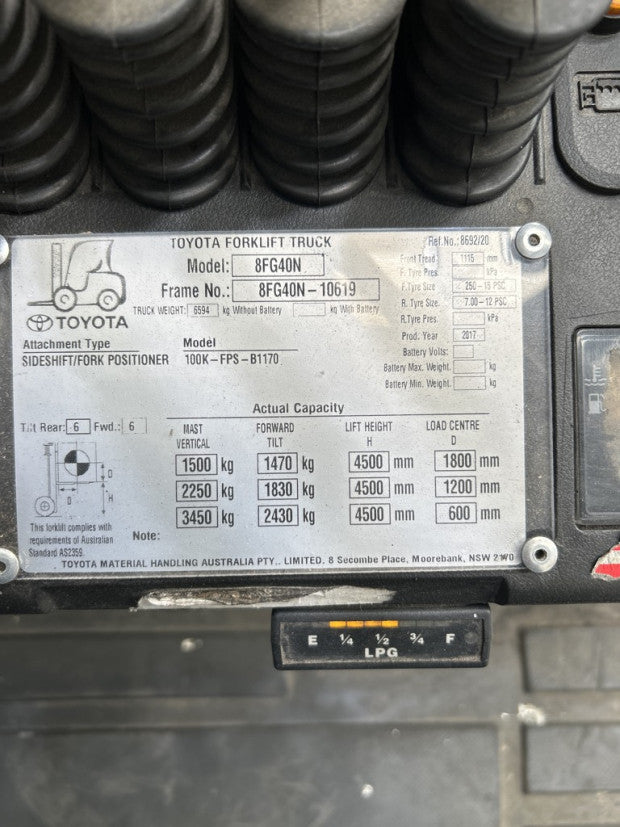 TOYOTA FORKLIFT TRUCK
Ref.No.: 8692/20
Model: 8FG40N
Frame No.: 8FG40N-10619
TRUCK WEIGHT: 6594 kg Without Battery kg With Battery
TOYOTA
Front Tread: 1115 mm
F. Tyre Pres. kPa
F. Tyre Size 250-15 PSC
R. Tyre Size. 7.00-12 PSC
R. Tyre Pres kPa
Prod. Year 2017
Battery Volts:
Battery Max. Weight. kg
Battery Min. Weight. kg
Attachment Type Model
SIDESHIFT/FORK POSITIONER 100K-FPS-B1170
Actual Capacity
Tilt Rear: 6 Fwd.: 6
MAST VERTICAL FORWARD TILT LIFT HEIGHT H LOAD CENTRE D
1500 kg 1470 kg 4500 mm 1800 mm
2250 kg 1830 kg 4500 mm 1200 mm
3450 kg 2430 kg 4500 mm 600 mm
D
D H
This forklift complies with
requirements of Australian
Standard AS2359.
Note:
TOYOTA MATERIAL HANDLING AUSTRALIA PTY., LIMITED. 8 Secombe Place, Moorebank, NSW 2170
E 1/4 1/2 3/4 F
LPG